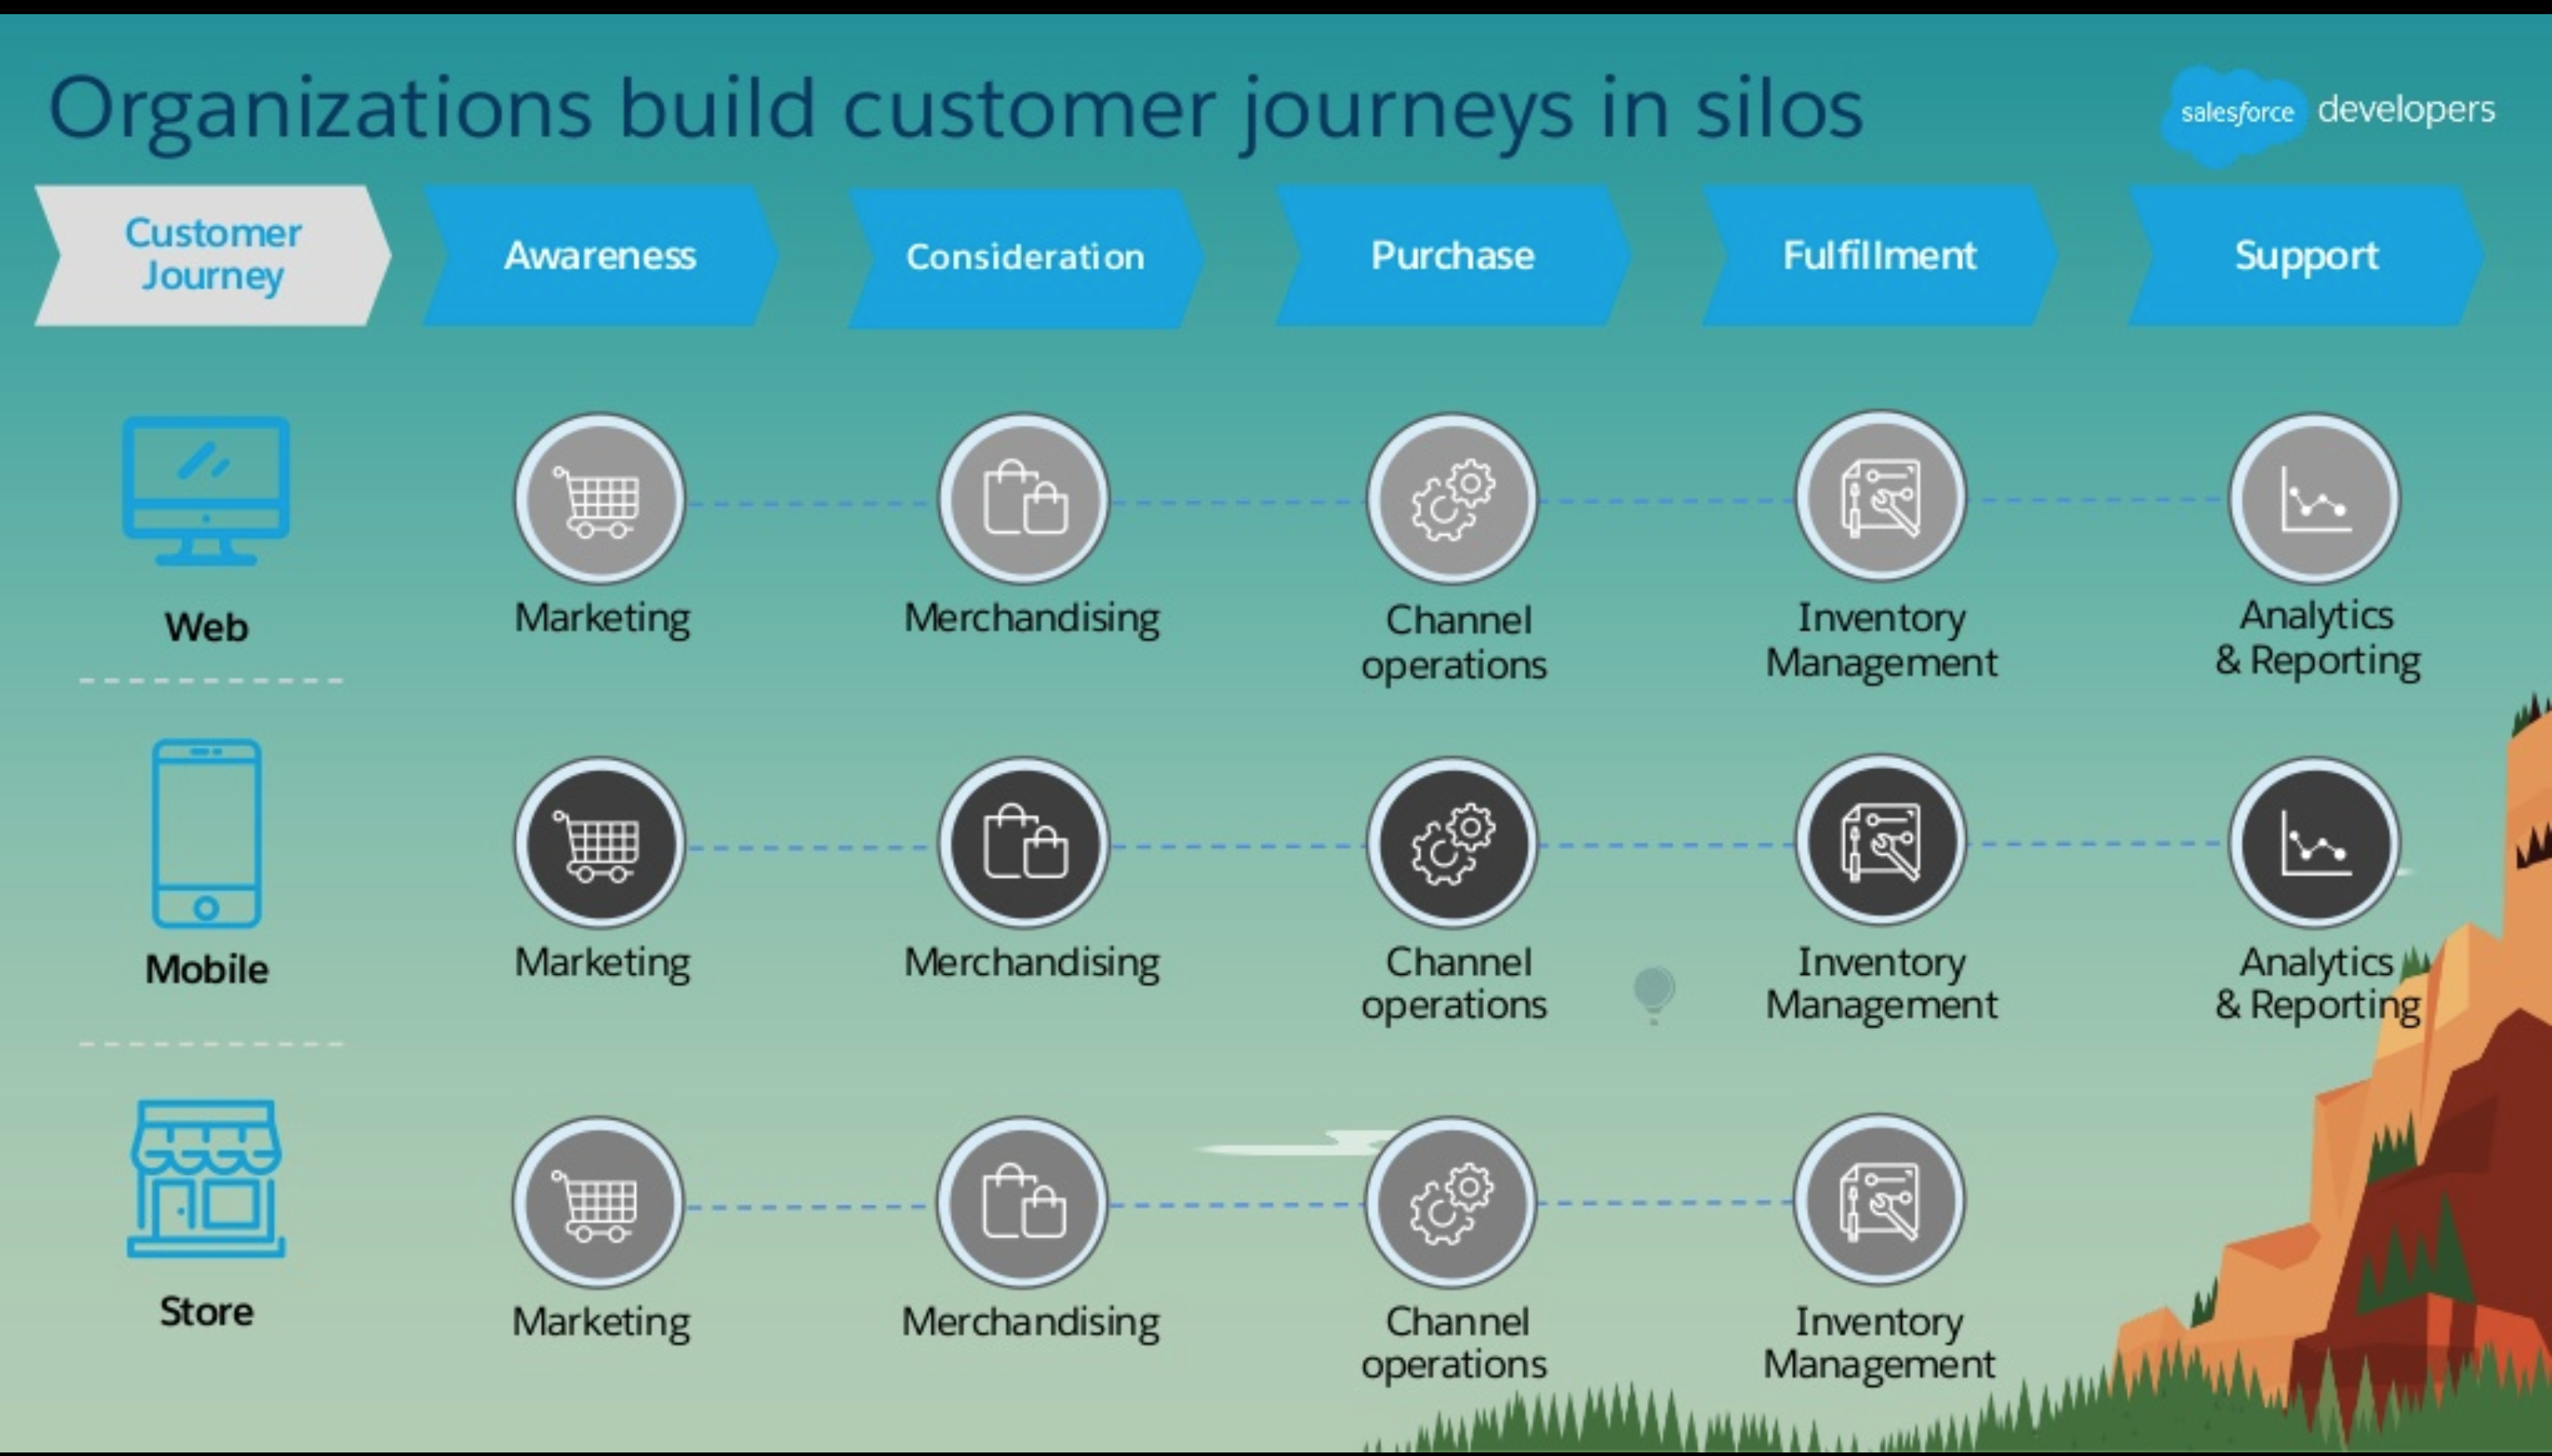 Organizations build customer journeys in silos
salesforce developers
Customer
Journey
Awareness
Consideration
Purchase
Fulfillment
Support
Web
Marketing
Merchandising
Channel
operations
Inventory
Management
Analytics
& Reporting
Mobile
Marketing
Merchandising
Channel
operations
Inventory
Management
Analytics
& Reporting
Store
Marketing
Merchandising
Channel
operations
Inventory
Management